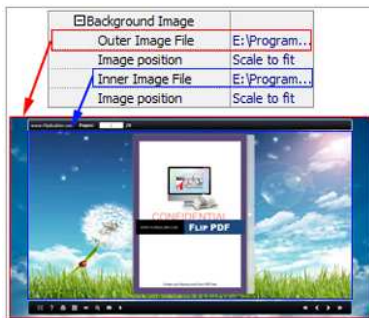 Background Image
Outer Image File E:\Program...
Image position Scale to fit
Inner Image File E:\Program...
Image position Scale to fit
CONFIDENTIAL
FLIP PDF